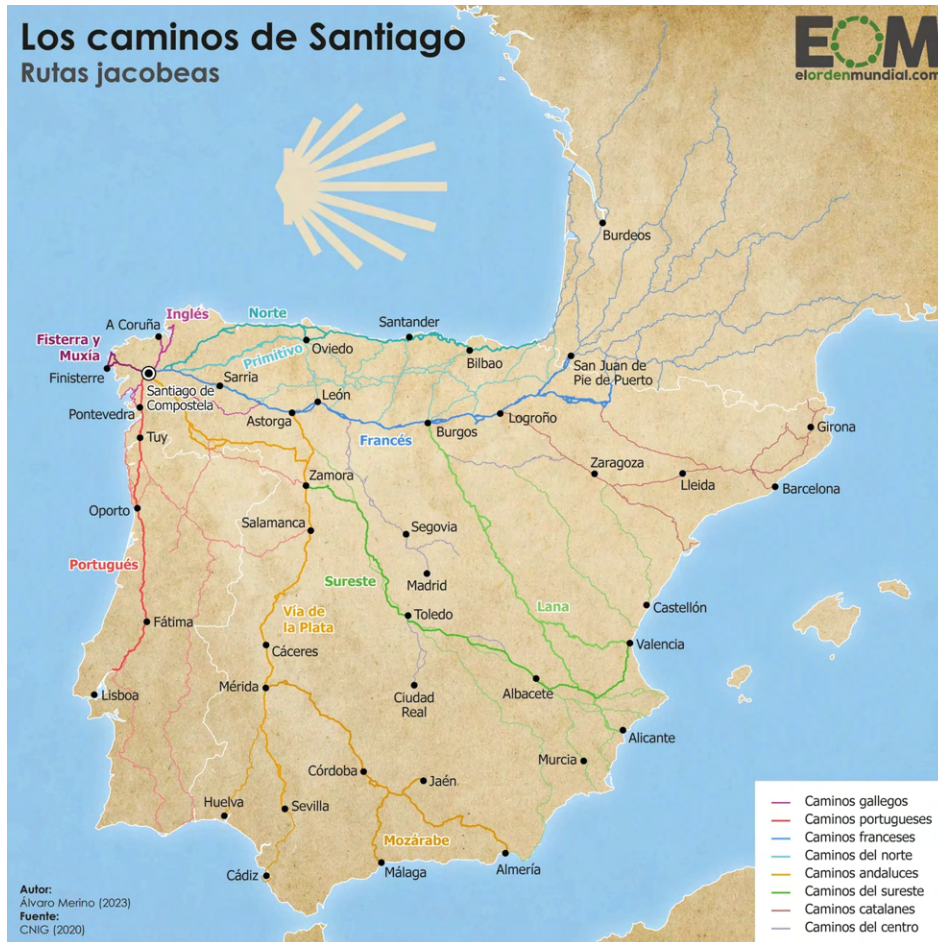 Los caminos de Santiago
Rutas jacobeas
EOM
elordenmundial.com
Burdeos
Inglés
Norte
A Coruña
Santander
Fisterra y
Muxía
Primitivo
Oviedo
Bilbao
San Juan de
Pie de Puerto
Finisterre
Sarria
Santiago de
Compostela
León
Pontevedra
Astorga
Logroño
Burgos
Girona
Francés
Tuy
Zaragoza
Zamora
Lleida
Barcelona
Oporto
Salamanca
Segovia
Portugués
Sureste
Madrid
Vía de
la Plata
Lana
Castellón
Toledo
Fátima
Valencia
Cáceres
Mérida
Lisboa
Ciudad
Real
Albacete
Alicante
Murcia
Córdoba
Jaén
Huelva
Sevilla
Mozárabe
Almería
Málaga
Cádiz
Caminos gallegos
Caminos portugueses
Caminos franceses
Caminos del norte
Caminos andaluces
Caminos del sureste
Caminos catalanes
Caminos del centro
Autor:
Álvaro Merino (2023)
Fuente:
CNIG (2020)